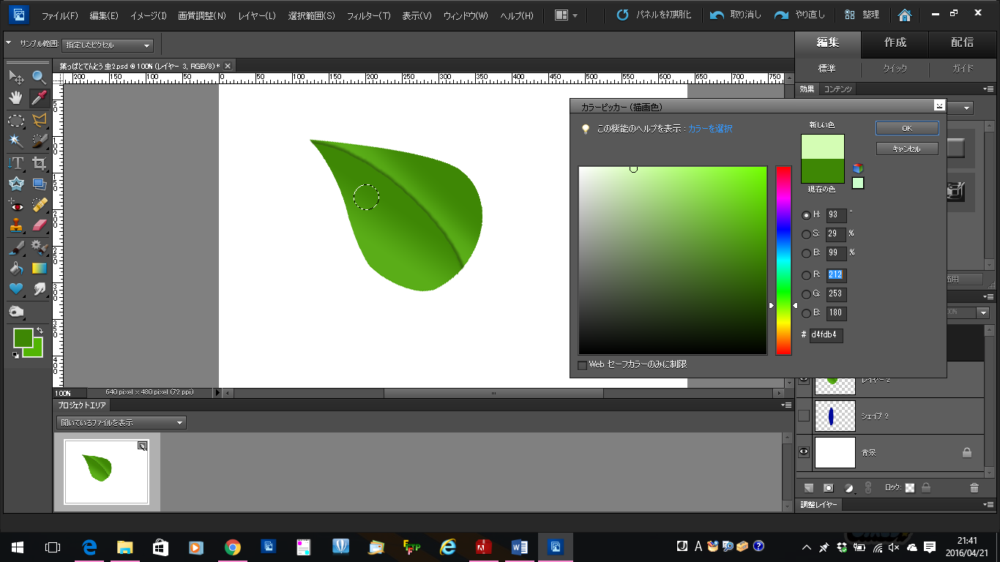 ファイル(F) 編集(E) イメージ(I) 画質調整(N) レイヤー(L) 選択範囲(S) フィルター(T) 表示(V) ウィンドウ(W) ヘルプ(H) パネルを初期化 取り消し やり直し 整理
サンプル範囲: 指定したピクセル
編集 作成 配信
標準 クイック ガイド
葉っぱとてんとう虫2.psd @ 100% (レイヤー 3, RGB/8) *
効果 コンテンツ
200 150 100 50 0 50 100 150 200 250 300 350 400 450 500 550 600 650 700 750
カラーピッカー (描画色)
この機能のヘルプを表示 : カラーを選択
新しい色
OK
キャンセル
現在の色
H: 93 °
S: 29 %
B: 99 %
R: 212
G: 253
B: 180
# d4fdb4
Web セーフカラーのみに制限
適用
レイヤー 2
シェイプ 2
背景
ロック:
調整レイヤー
100% 640 pixel x 480 pixel (72 ppi)
プロジェクトエリア
開いているファイルを表示
FTP
A
21:41
2016/04/21